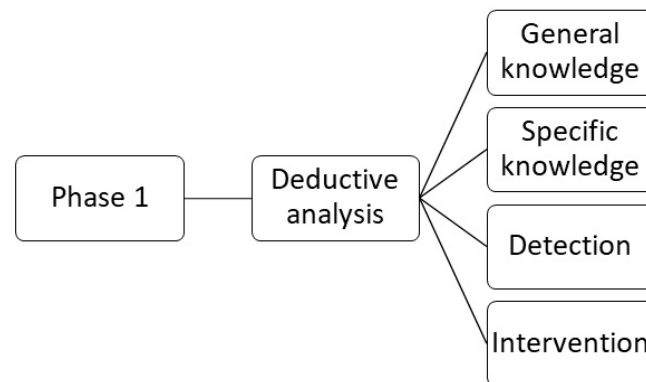 Phase 1
Deductive
analysis
General
knowledge
Specific
knowledge
Detection
Intervention